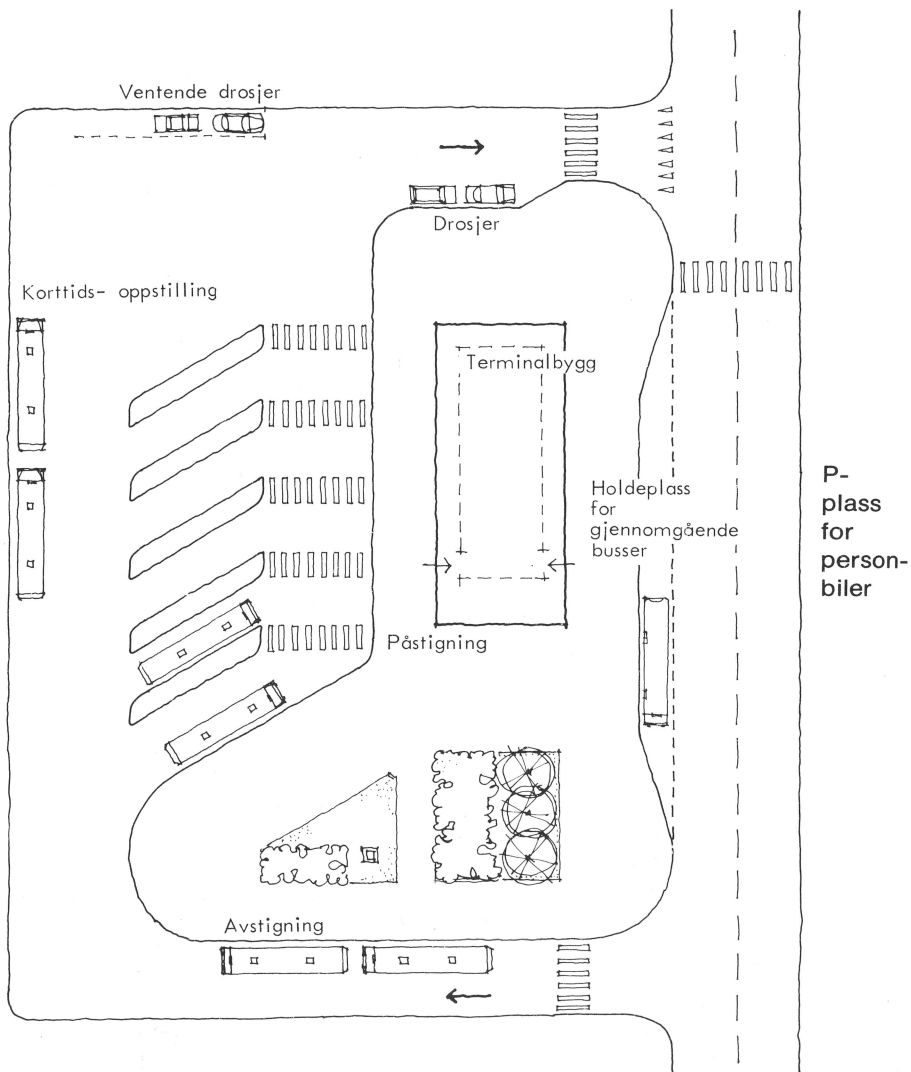 Ventende drosjer
Drosjer
Korttids- oppstilling
Terminalbygg
Holdeplass
for
gjennomgående
busser
P-
plass
for
person-
biler
Påstigning
Avstigning